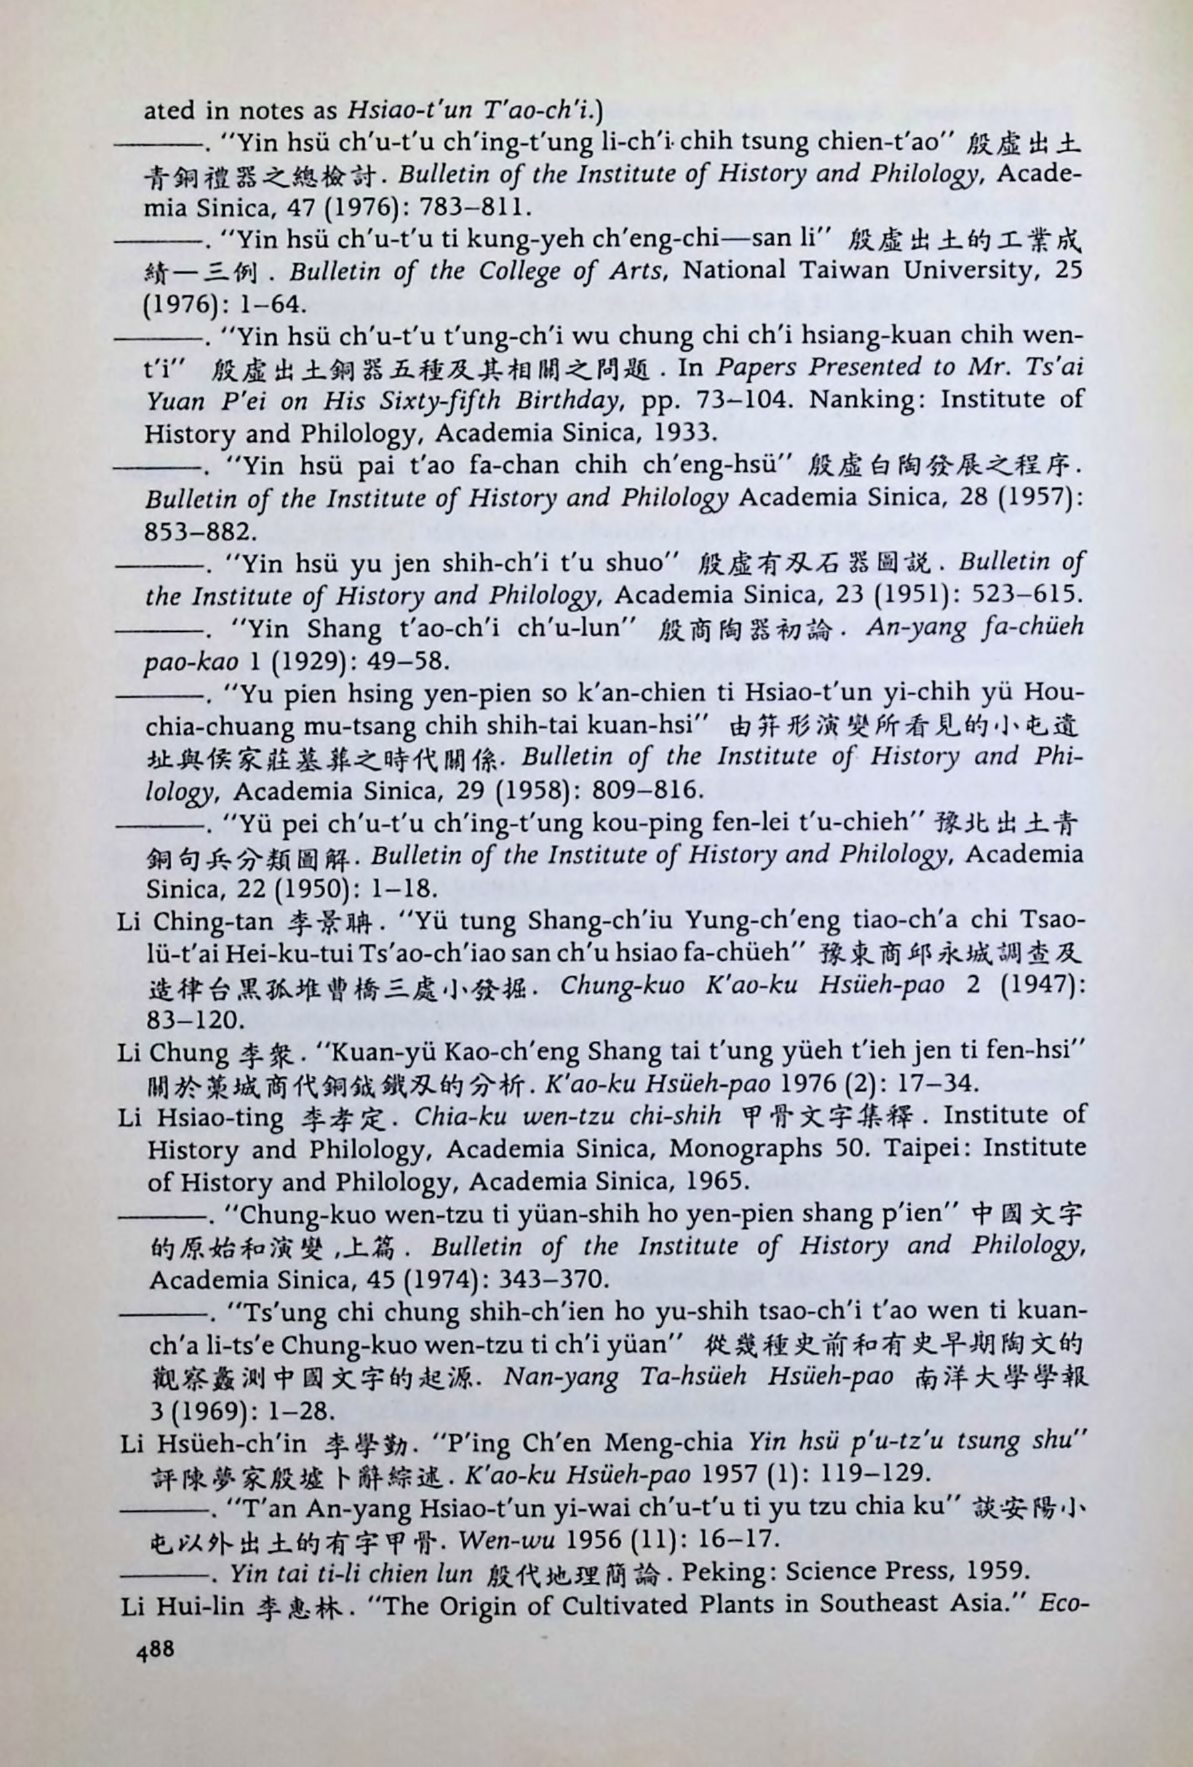 ated in notes as Hsiao-t'un T'ao-ch'i.)
———. "Yin hsü ch'u-t'u ch'ing-t'ung li-ch'i chih tsung chien-t'ao" 殷虛出土
青銅禮器之總檢討. Bulletin of the Institute of History and Philology, Acade-
mia Sinica, 47 (1976): 783–811.
———. "Yin hsü ch'u-t'u ti kung-yeh ch'eng-chi—san li" 殷虛出土的工業成
績—三例. Bulletin of the College of Arts, National Taiwan University, 25
(1976): 1–64.
———. "Yin hsü ch'u-t'u t'ung-ch'i wu chung chi ch'i hsiang-kuan chih wen-
t'i" 殷虛出土銅器五種及其相關之問題. In Papers Presented to Mr. Ts'ai
Yuan P'ei on His Sixty-fifth Birthday, pp. 73–104. Nanking: Institute of
History and Philology, Academia Sinica, 1933.
———. "Yin hsü pai t'ao fa-chan chih ch'eng-hsü" 殷虛白陶發展之程序.
Bulletin of the Institute of History and Philology Academia Sinica, 28 (1957):
853–882.
———. "Yin hsü yu jen shih-ch'i t'u shuo" 殷虛有刃石器圖說. Bulletin of
the Institute of History and Philology, Academia Sinica, 23 (1951): 523–615.
———. "Yin Shang t'ao-ch'i ch'u-lun" 殷商陶器初論. An-yang fa-chüeh
pao-kao 1 (1929): 49–58.
———. "Yu pien hsing yen-pien so k'an-chien ti Hsiao-t'un yi-chih yü Hou-
chia-chuang mu-tsang chih shih-tai kuan-hsi" 由笄形演變所看見的小屯遺
址與侯家莊墓葬之時代關係. Bulletin of the Institute of History and Phi-
lology, Academia Sinica, 29 (1958): 809–816.
———. "Yü pei ch'u-t'u ch'ing-t'ung kou-ping fen-lei t'u-chieh" 豫北出土青
銅句兵分類圖解. Bulletin of the Institute of History and Philology, Academia
Sinica, 22 (1950): 1–18.
Li Ching-tan 李景聃. "Yü tung Shang-ch'iu Yung-ch'eng tiao-ch'a chi Tsao-
lü-t'ai Hei-ku-tui Ts'ao-ch'iao san ch'u hsiao fa-chüeh" 豫東商邱永城調查及
造律台黑孤堆曹橋三處小發掘. Chung-kuo K'ao-ku Hsüeh-pao 2 (1947):
83–120.
Li Chung 李衆. "Kuan-yü Kao-ch'eng Shang tai t'ung yüeh t'ieh jen ti fen-hsi"
關於藁城商代銅鉞鐵刃的分析. K'ao-ku Hsüeh-pao 1976 (2): 17–34.
Li Hsiao-ting 李孝定. Chia-ku wen-tzu chi-shih 甲骨文字集釋. Institute of
History and Philology, Academia Sinica, Monographs 50. Taipei: Institute
of History and Philology, Academia Sinica, 1965.
———. "Chung-kuo wen-tzu ti yüan-shih ho yen-pien shang p'ien" 中國文字
的原始和演變,上篇. Bulletin of the Institute of History and Philology,
Academia Sinica, 45 (1974): 343–370.
———. "Ts'ung chi chung shih-ch'ien ho yu-shih tsao-ch'i t'ao wen ti kuan-
ch'a li-ts'e Chung-kuo wen-tzu ti ch'i yüan" 從幾種史前和有史早期陶文的
觀察蠡測中國文字的起源. Nan-yang Ta-hsüeh Hsüeh-pao 南洋大學學報
3 (1969): 1–28.
Li Hsüeh-ch'in 李學勤. "P'ing Ch'en Meng-chia Yin hsü p'u-tz'u tsung shu"
評陳夢家殷墟卜辭綜述. K'ao-ku Hsüeh-pao 1957 (1): 119–129.
———. "T'an An-yang Hsiao-t'un yi-wai ch'u-t'u ti yu tzu chia ku" 談安陽小
屯以外出土的有字甲骨. Wen-wu 1956 (11): 16–17.
———. Yin tai ti-li chien lun 殷代地理簡論. Peking: Science Press, 1959.
Li Hui-lin 李惠林. "The Origin of Cultivated Plants in Southeast Asia." Eco-
488